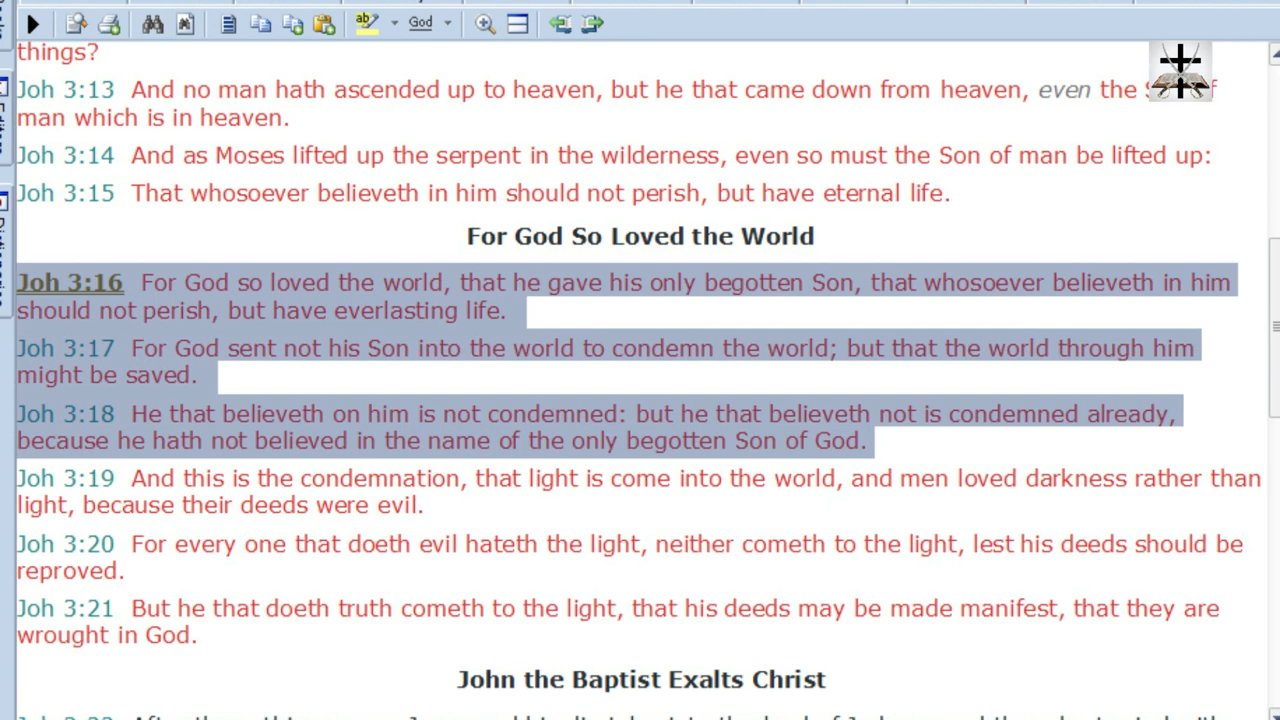 God
things?
Joh 3:13 And no man hath ascended up to heaven, but he that came down from heaven, even the
man which is in heaven.
Joh 3:14 And as Moses lifted up the serpent in the wilderness, even so must the Son of man be lifted up:
Joh 3:15 That whosoever believeth in him should not perish, but have eternal life.
For God So Loved the World
Joh 3:16 For God so loved the world, that he gave his only begotten Son, that whosoever believeth in him
should not perish, but have everlasting life.
Joh 3:17 For God sent not his Son into the world to condemn the world; but that the world through him
might be saved.
Joh 3:18 He that believeth on him is not condemned: but he that believeth not is condemned already,
because he hath not believed in the name of the only begotten Son of God.
Joh 3:19 And this is the condemnation, that light is come into the world, and men loved darkness rather than
light, because their deeds were evil.
Joh 3:20 For every one that doeth evil hateth the light, neither cometh to the light, lest his deeds should be
reproved.
Joh 3:21 But he that doeth truth cometh to the light, that his deeds may be made manifest, that they are
wrought in God.
John the Baptist Exalts Christ